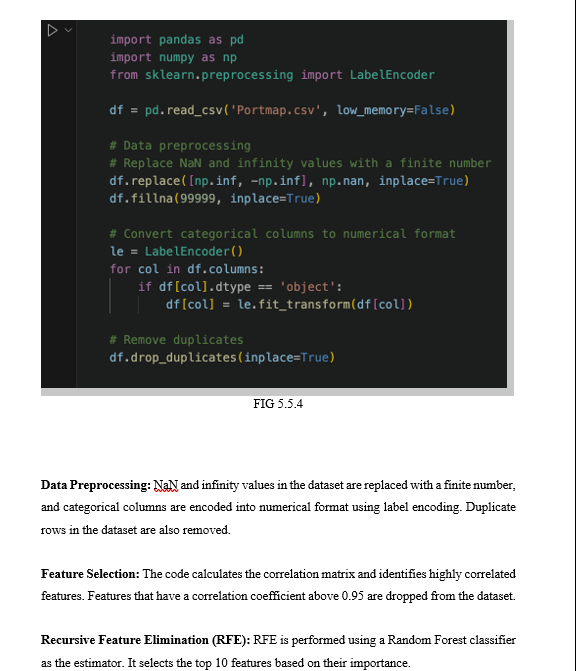 import pandas as pd
import numpy as np
from sklearn.preprocessing import LabelEncoder
df = pd.read_csv('Portmap.csv', low_memory=False)
# Data preprocessing
# Replace NaN and infinity values with a finite number
df.replace([np.inf, -np.inf], np.nan, inplace=True)
df.fillna(99999, inplace=True)
# Convert categorical columns to numerical format
le = LabelEncoder()
for col in df.columns:
    if df[col].dtype == 'object':
        df[col] = le.fit_transform(df[col])
# Remove duplicates
df.drop_duplicates(inplace=True)
FIG 5.5.4
Data Preprocessing: NaN and infinity values in the dataset are replaced with a finite number,
and categorical columns are encoded into numerical format using label encoding. Duplicate
rows in the dataset are also removed.
Feature Selection: The code calculates the correlation matrix and identifies highly correlated
features. Features that have a correlation coefficient above 0.95 are dropped from the dataset.
Recursive Feature Elimination (RFE): RFE is performed using a Random Forest classifier
as the estimator. It selects the top 10 features based on their importance.